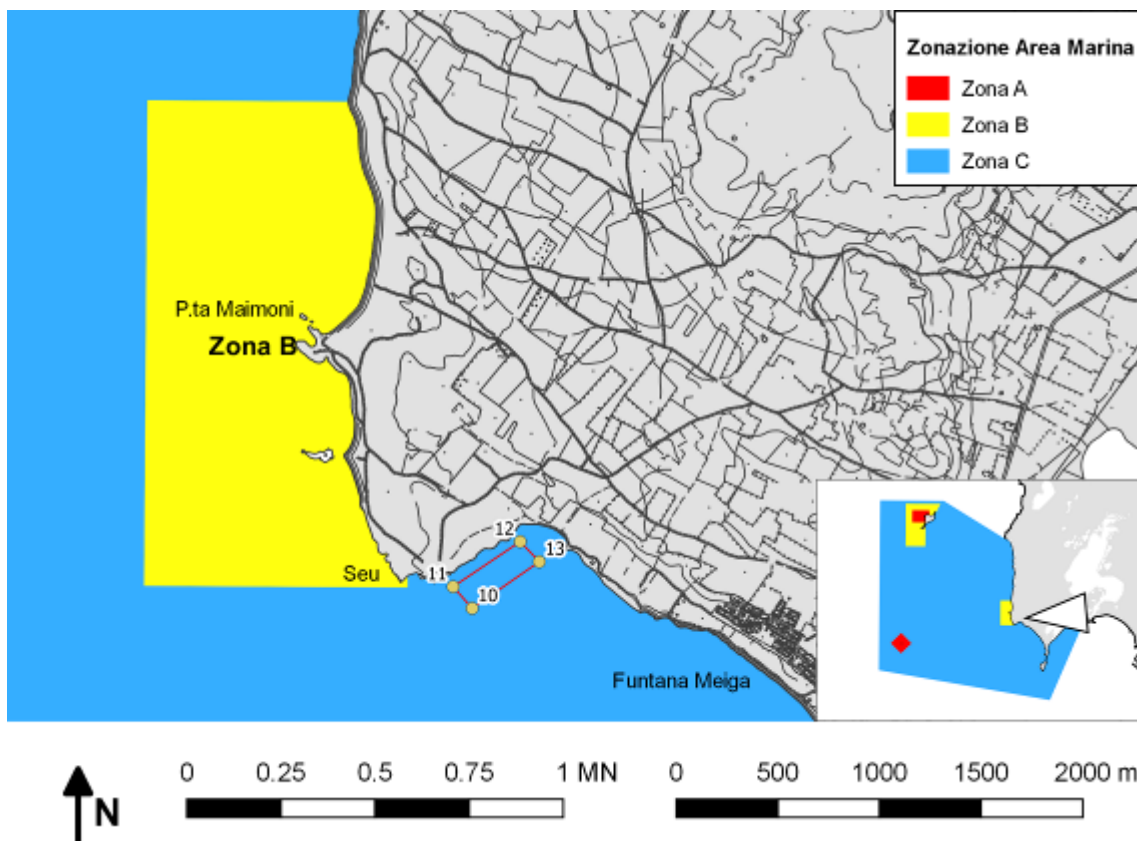 Zonazione Area Marina
Zona A
Zona B
Zona C
P.ta Maimoni
Zona B
12
13
Seu
11
10
Funtana Meiga
N
0 0.25 0.5 0.75 1 MN
0 500 1000 1500 2000 m